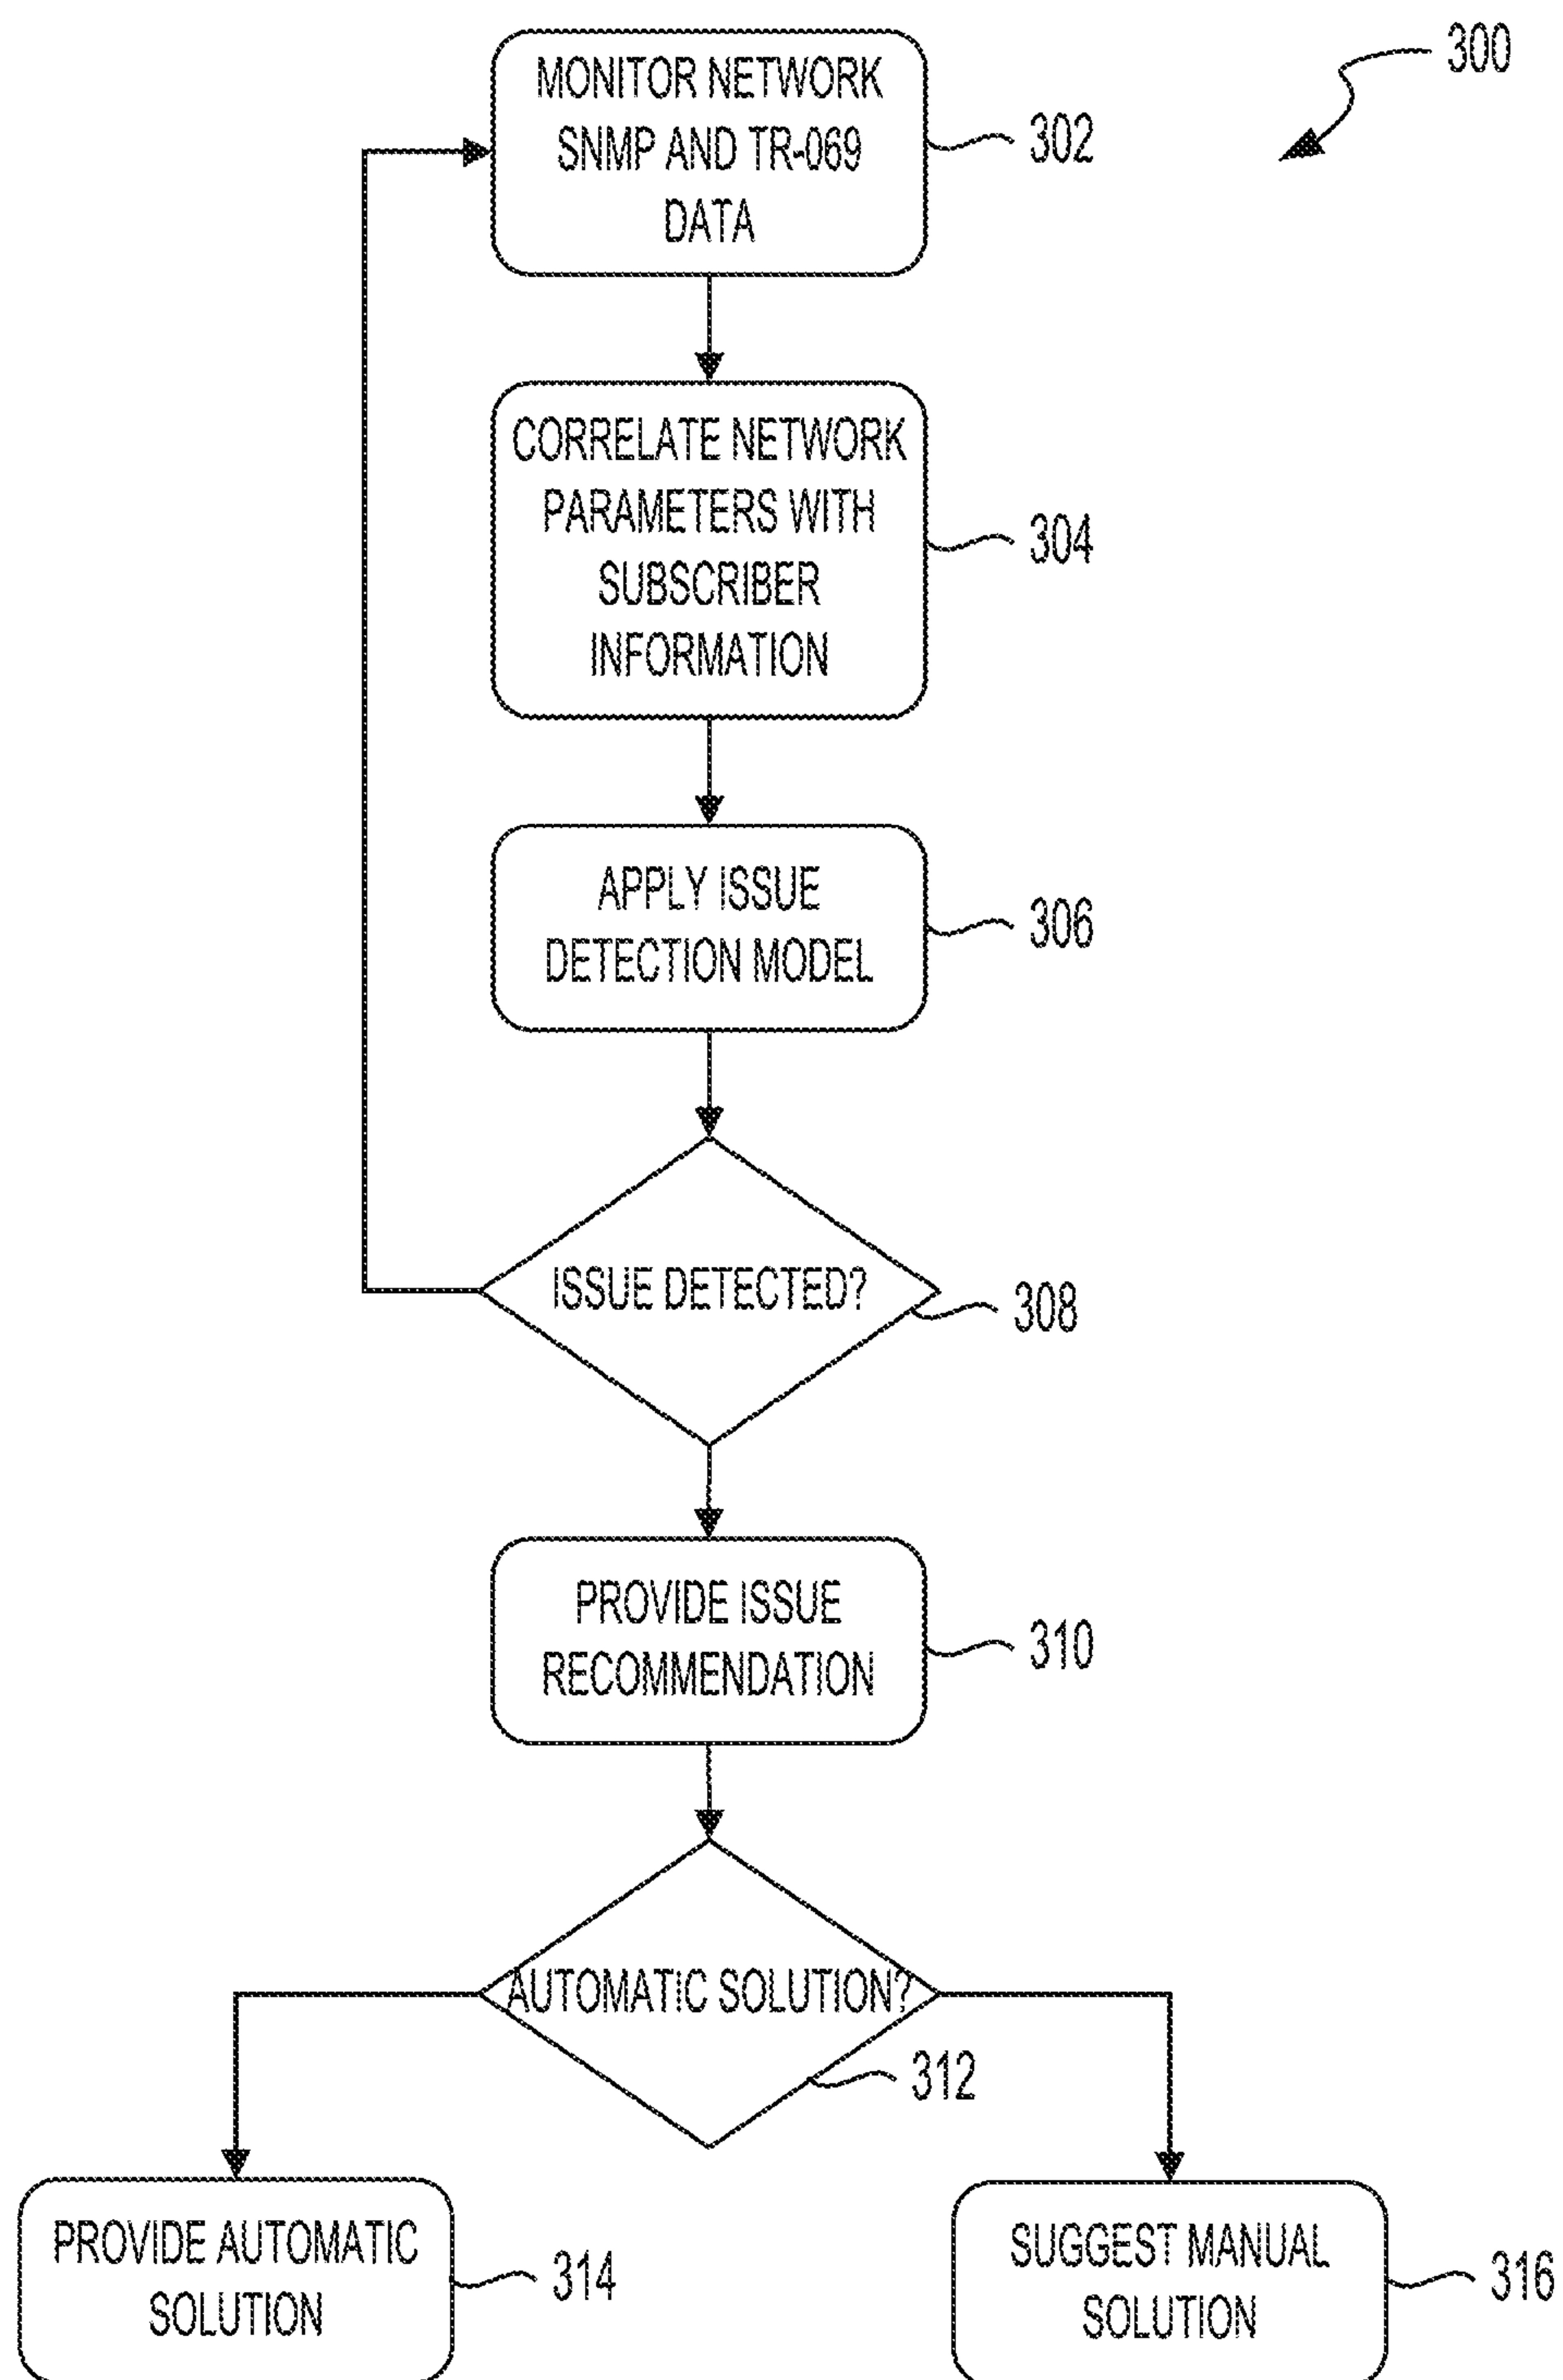 300
MONITOR NETWORK
SNMP AND TR-069
DATA
302
CORRELATE NETWORK
PARAMETERS WITH
SUBSCRIBER
INFORMATION
304
APPLY ISSUE
DETECTION MODEL
306
ISSUE DETECTED?
308
PROVIDE ISSUE
RECOMMENDATION
310
AUTOMATIC SOLUTION?
312
PROVIDE AUTOMATIC
SOLUTION
314
SUGGEST MANUAL
SOLUTION
316